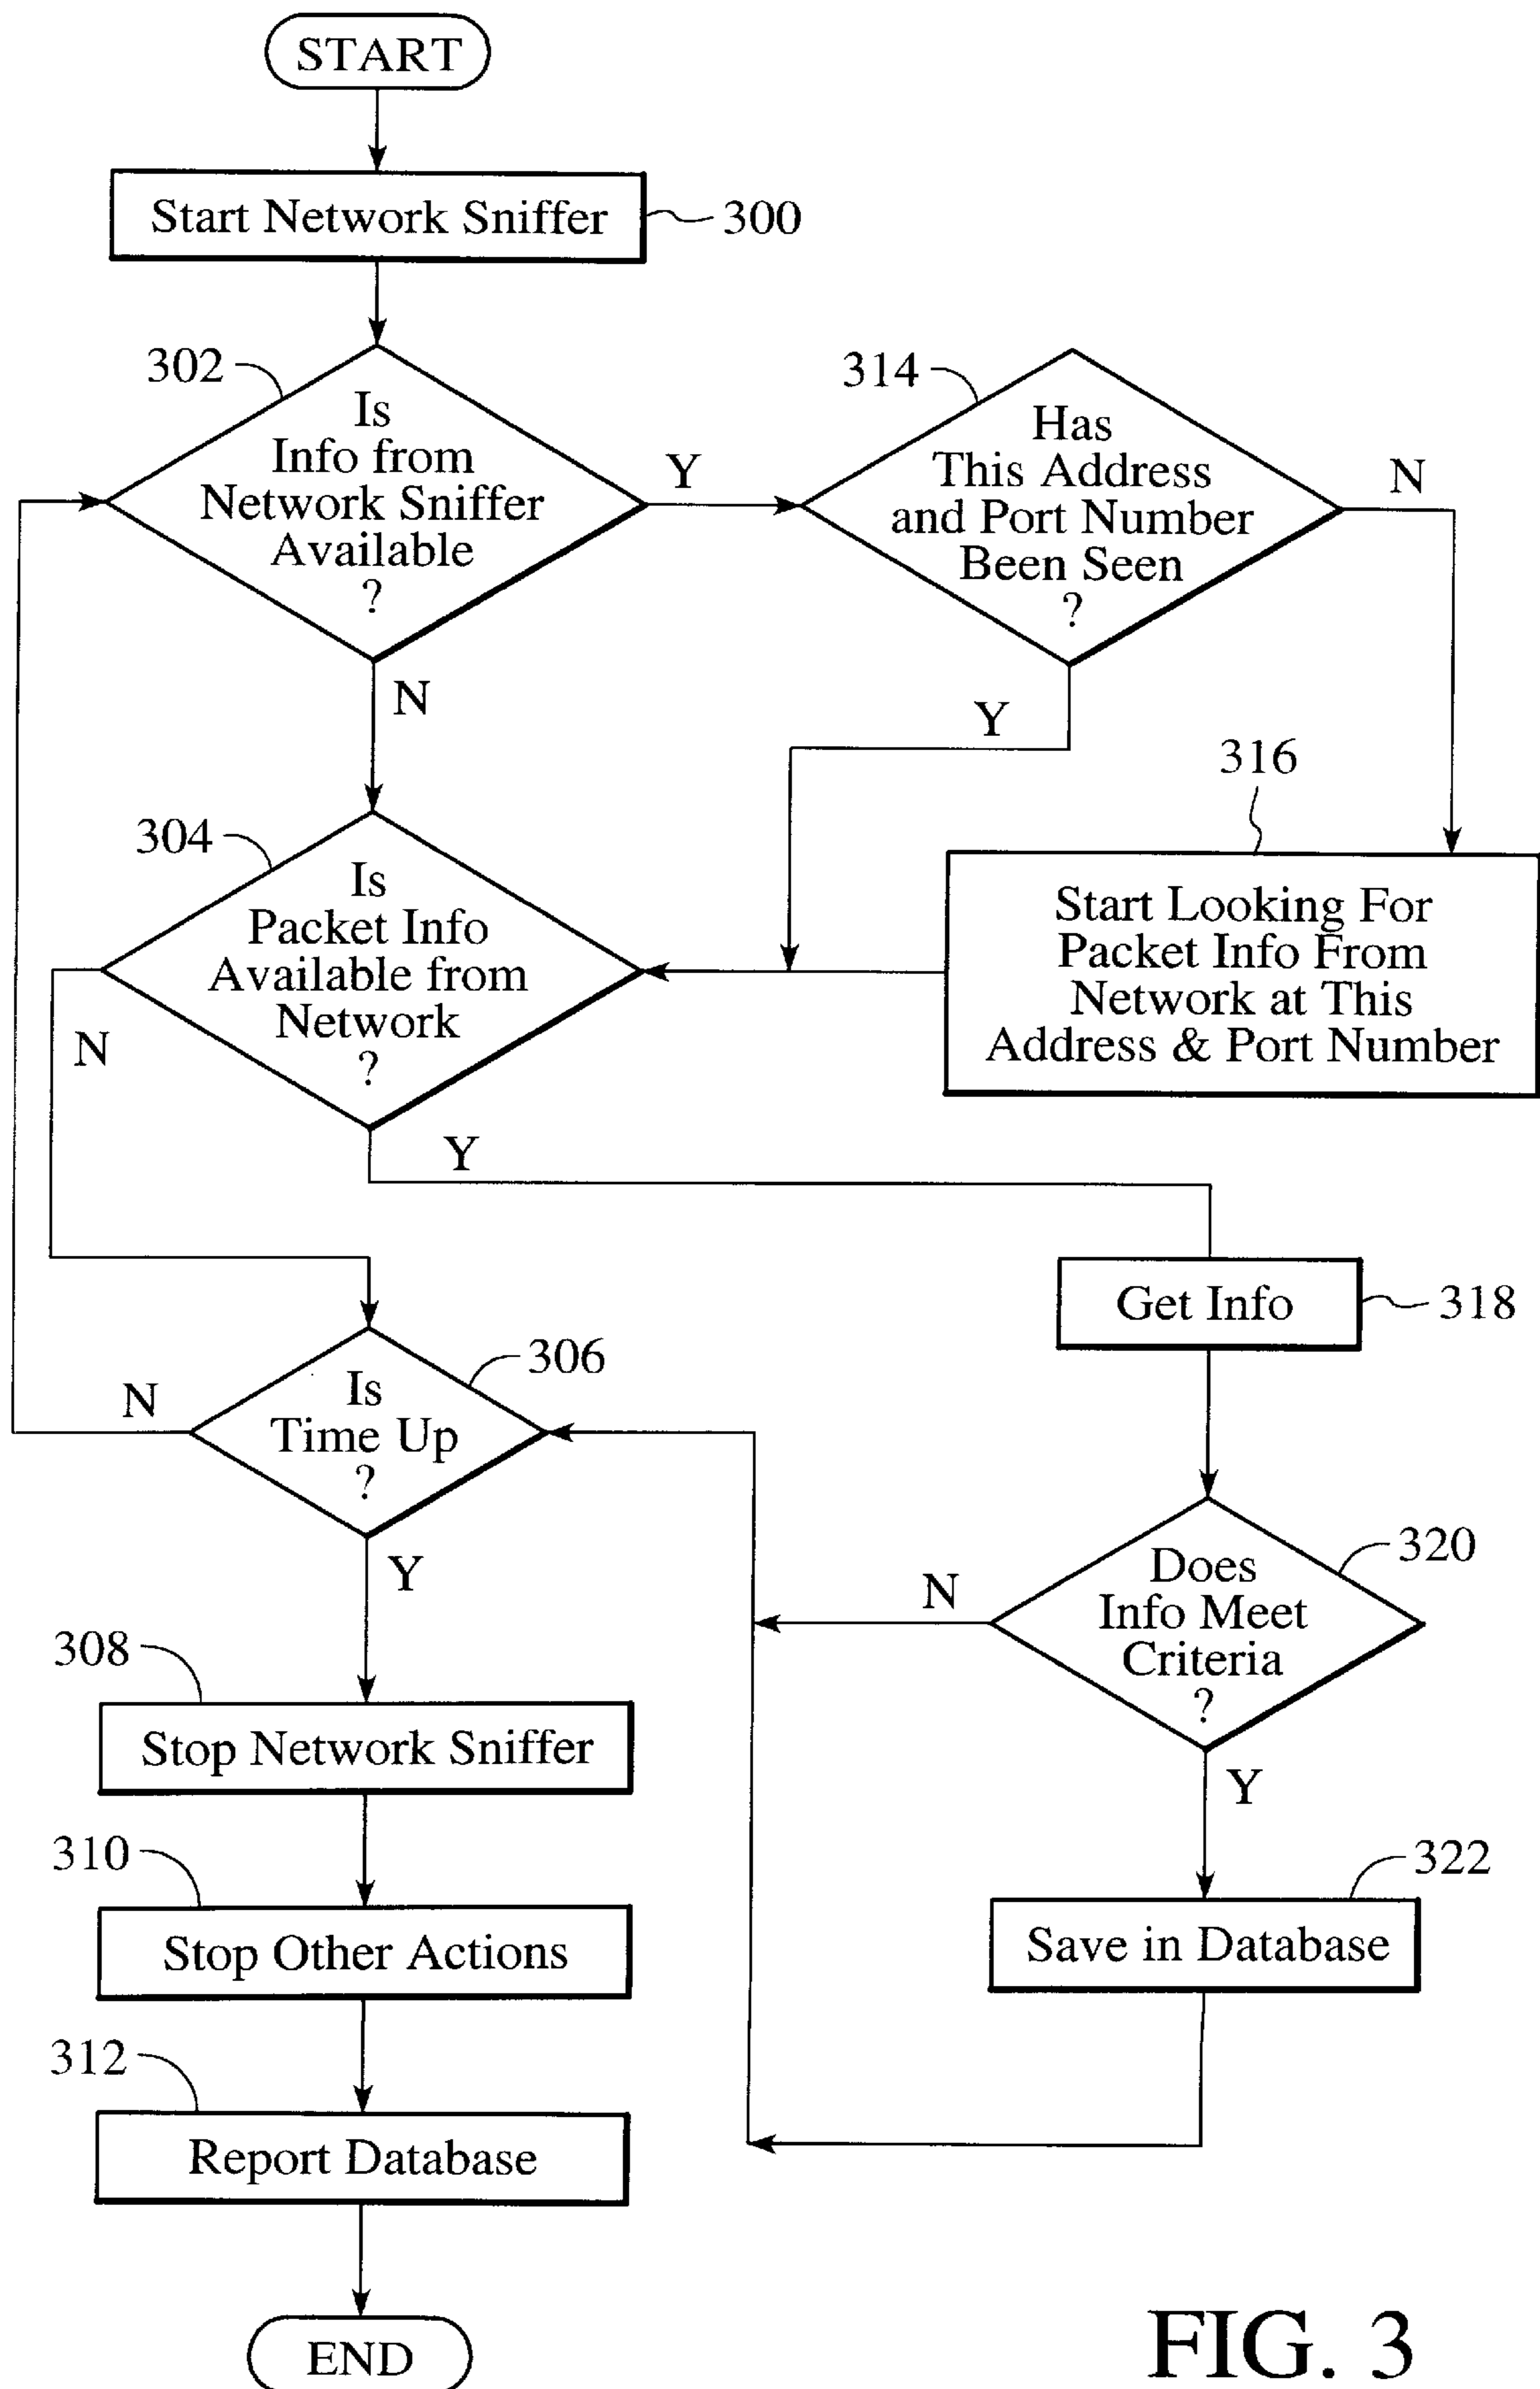 START
Start Network Sniffer
300
302
Is
Info from
Network Sniffer
Available
?
Y
N
314
Has
This Address
and Port Number
Been Seen
?
N
Y
316
Start Looking For
Packet Info From
Network at This
Address & Port Number
304
Is
Packet Info
Available from
Network
?
N
Y
Get Info
318
306
Is
Time Up
?
N
Y
320
Does
Info Meet
Criteria
?
N
Y
308
Stop Network Sniffer
310
Stop Other Actions
322
Save in Database
312
Report Database
END
FIG. 3